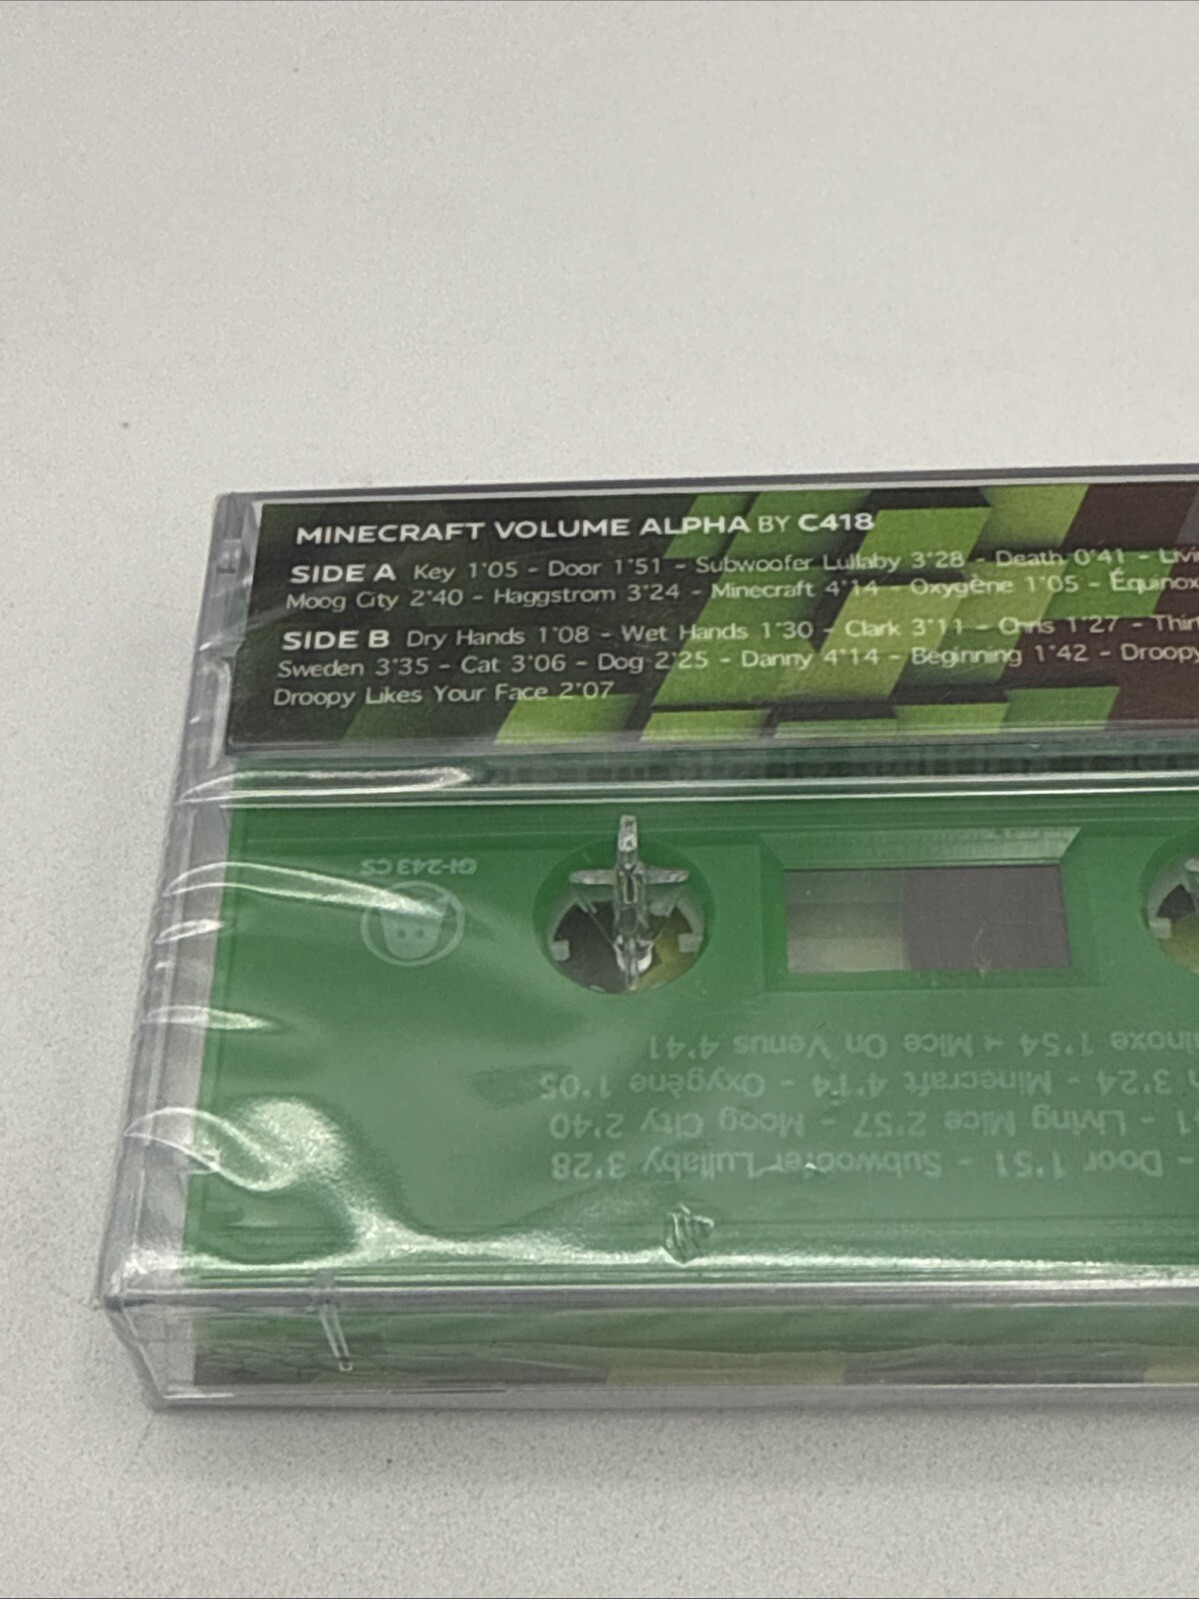 MINECRAFT VOLUME ALPHA BY C418
SIDE A Key 1'05 - Door 1'51 - Subwoofer Lullaby 3'28 - Death 0'41 - Livi
Moog City 2'40 - Haggstrom 3'24 - Minecraft 4'14 - Oxygène 1'05 - Équinox
SIDE B Dry Hands 1'08 - Wet Hands 1'30 - Clark 3'11 - Chris 1'27 - Thirt
Sweden 3'35 - Cat 3'06 - Dog 2'25 - Danny 4'14 - Beginning 1'42 - Droopy
Droopy Likes Your Face 2'07
GI-243 CS
- Door 1'51 - Subwoofer Lullaby 3'28
41 - Living Mice 2'57 - Moog City 2'40
3'24 - Minecraft 4'14 - Oxygène 1'05
uinoxe 1'54 - Mice On Venus 4'41